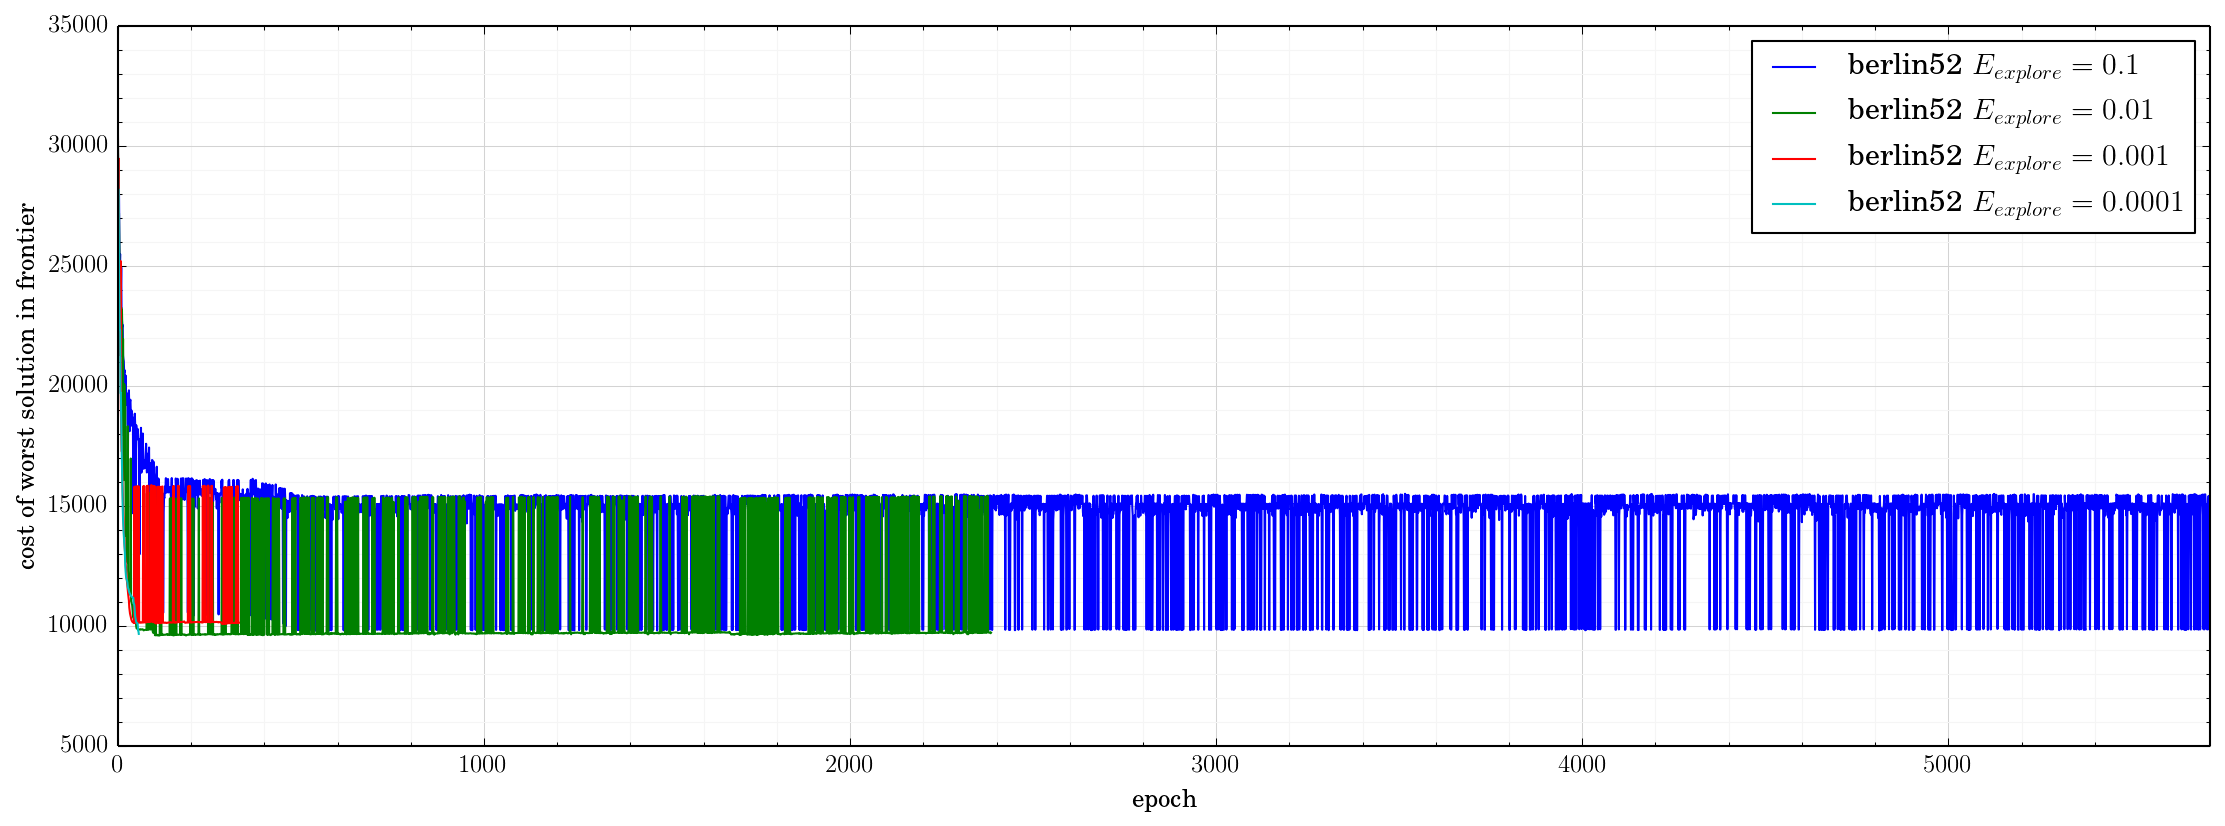 35000
30000
25000
20000
15000
10000
5000
cost of worst solution in frontier
0
1000
2000
3000
4000
5000
epoch
berlin52 E_explore = 0.1
berlin52 E_explore = 0.01
berlin52 E_explore = 0.001
berlin52 E_explore = 0.0001